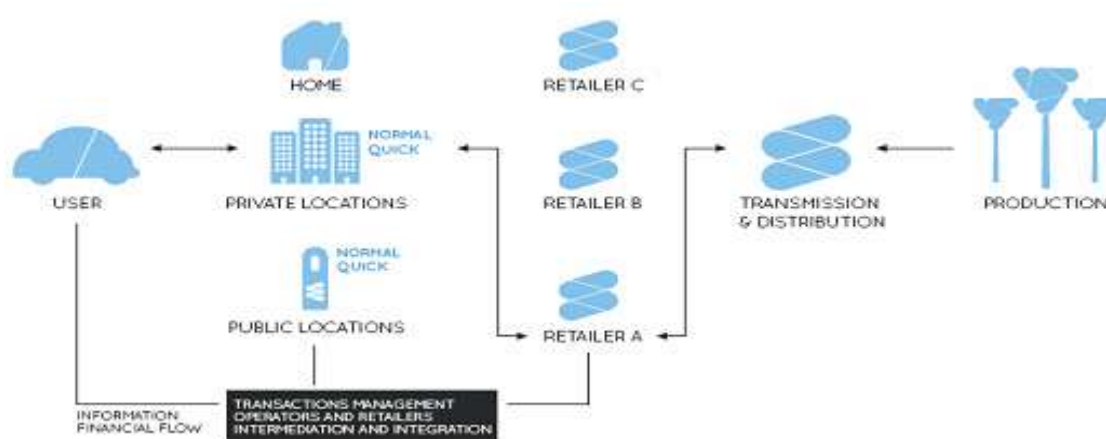 HOME
RETAILER C
NORMAL
QUICK
USER
PRIVATE LOCATIONS
RETAILER B
TRANSMISSION
& DISTRIBUTION
PRODUCTION
NORMAL
QUICK
PUBLIC LOCATIONS
RETAILER A
INFORMATION
FINANCIAL FLOW
TRANSACTIONS MANAGEMENT
OPERATORS AND RETAILERS
INTERMEDIATION AND INTEGRATION